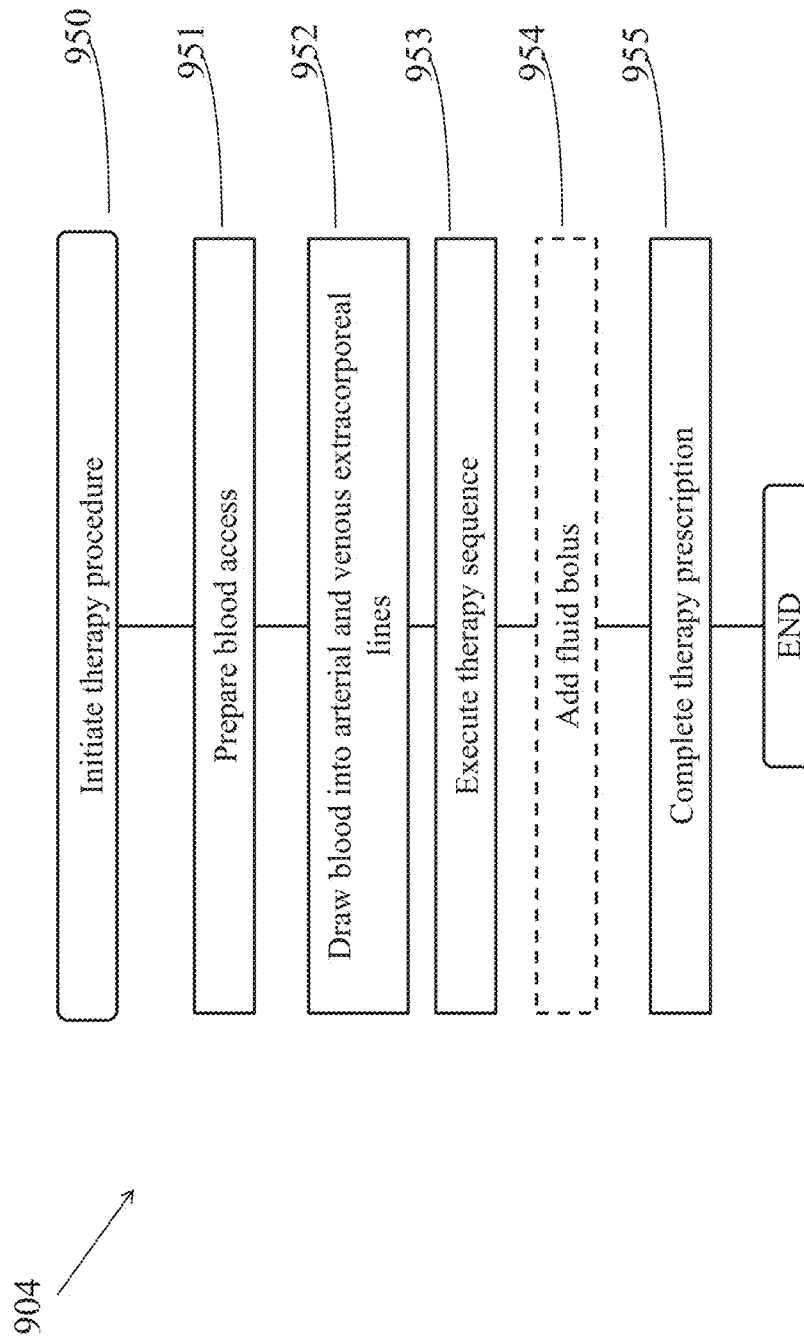 904
Initiate therapy procedure
950
Prepare blood access
951
Draw blood into arterial and venous extracorporeal
lines
952
Execute therapy sequence
953
Add fluid bolus
954
Complete therapy prescription
955
END